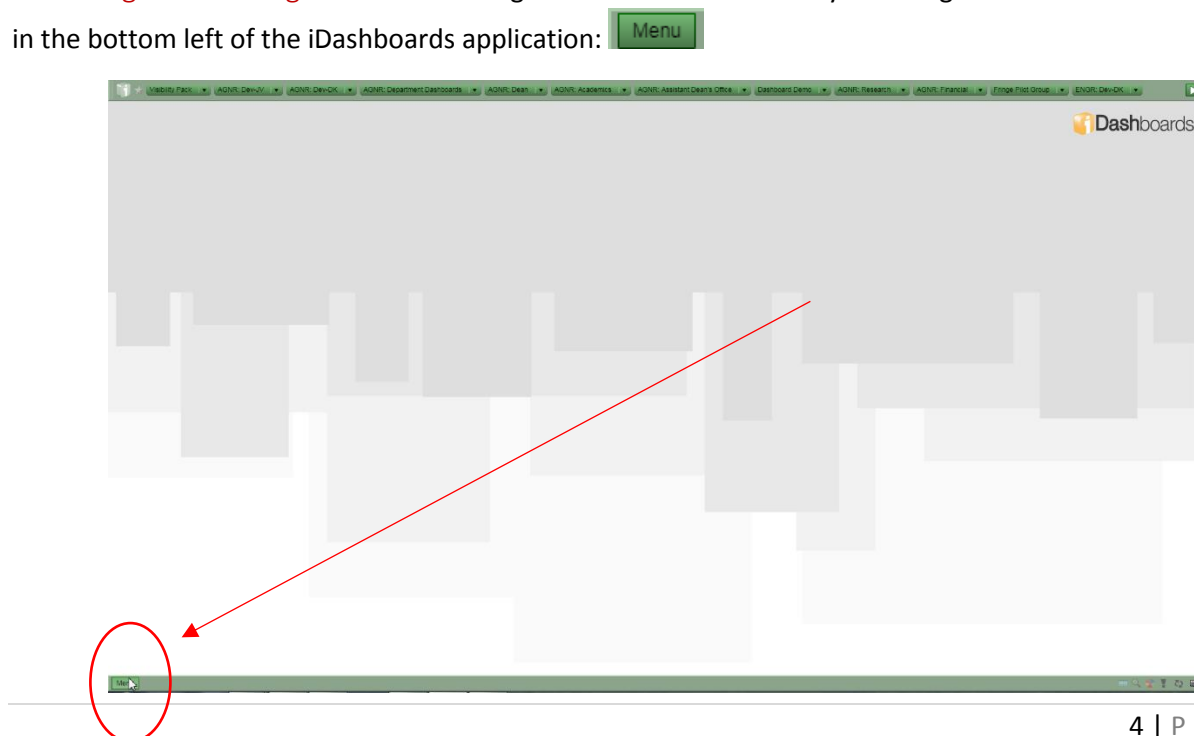 in the bottom left of the iDashboards application: Menu
Visibility Pack AGNR: Dev-JV AGNR: Dev-DK AGNR: Department Dashboards AGNR: Dean AGNR: Academics AGNR: Assistant Dean's Office Dashboard Demo AGNR: Research AGNR: Financial Fringe Pilot Group ENGR: Dev-DK
iDashboards
Menu
4 | P